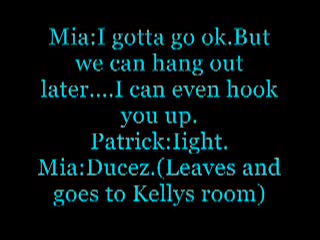 Mia:I gotta go ok.But
we can hang out
later....I can even hook
you up.
Patrick:Iight.
Mia:Ducez.(Leaves and
goes to Kellys room)